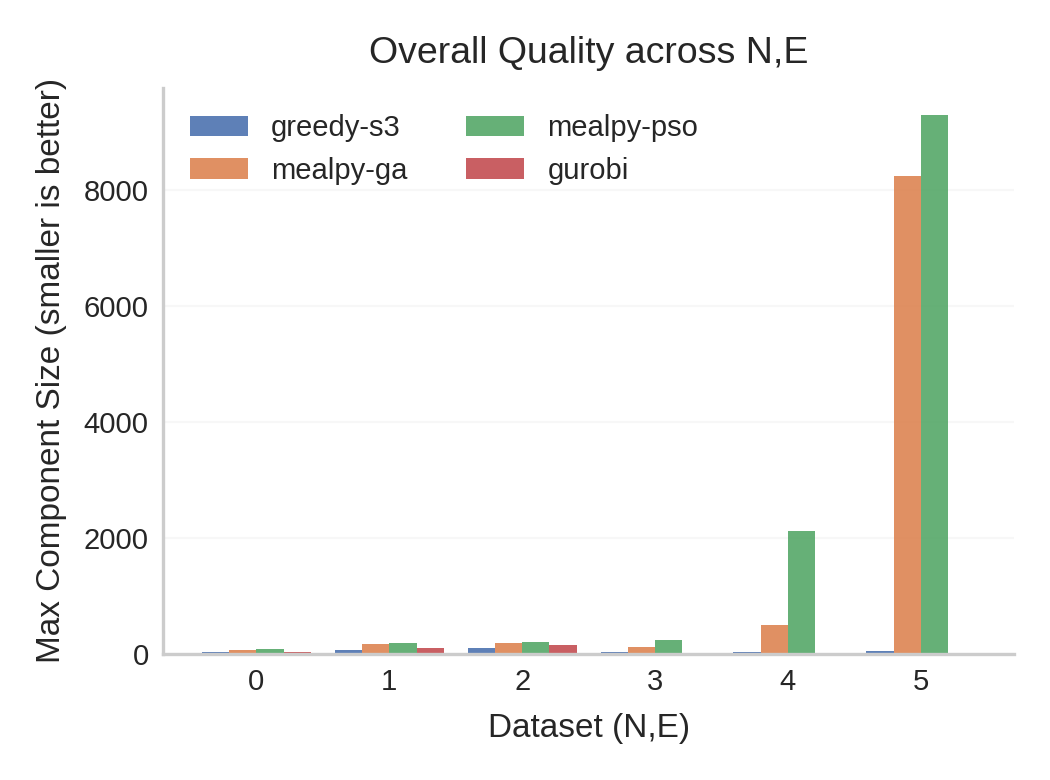 Overall Quality across N,E
Max Component Size (smaller is better)
greedy-s3
mealpy-ga
mealpy-pso
gurobi
8000
6000
4000
2000
0
0 1 2 3 4 5
Dataset (N,E)